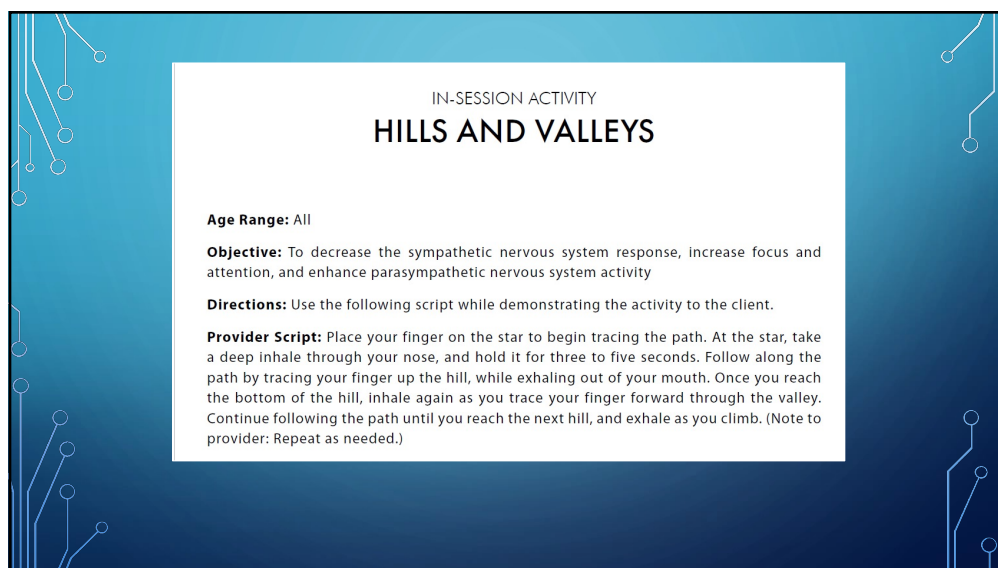 IN-SESSION ACTIVITY
HILLS AND VALLEYS
Age Range: All
Objective: To decrease the sympathetic nervous system response, increase focus and
attention, and enhance parasympathetic nervous system activity
Directions: Use the following script while demonstrating the activity to the client.
Provider Script: Place your finger on the star to begin tracing the path. At the star, take
a deep inhale through your nose, and hold it for three to five seconds. Follow along the
path by tracing your finger up the hill, while exhaling out of your mouth. Once you reach
the bottom of the hill, inhale again as you trace your finger forward through the valley.
Continue following the path until you reach the next hill, and exhale as you climb. (Note to
provider: Repeat as needed.)